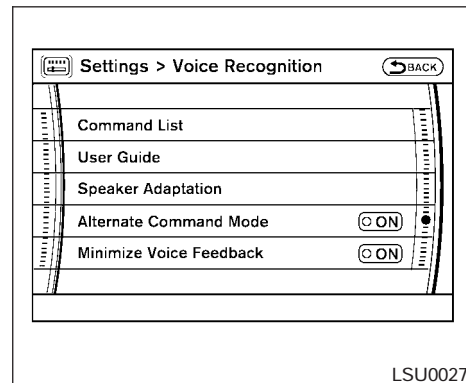 Settings > Voice Recognition BACK
Command List
User Guide
Speaker Adaptation
Alternate Command Mode ON
Minimize Voice Feedback ON
LSU0027